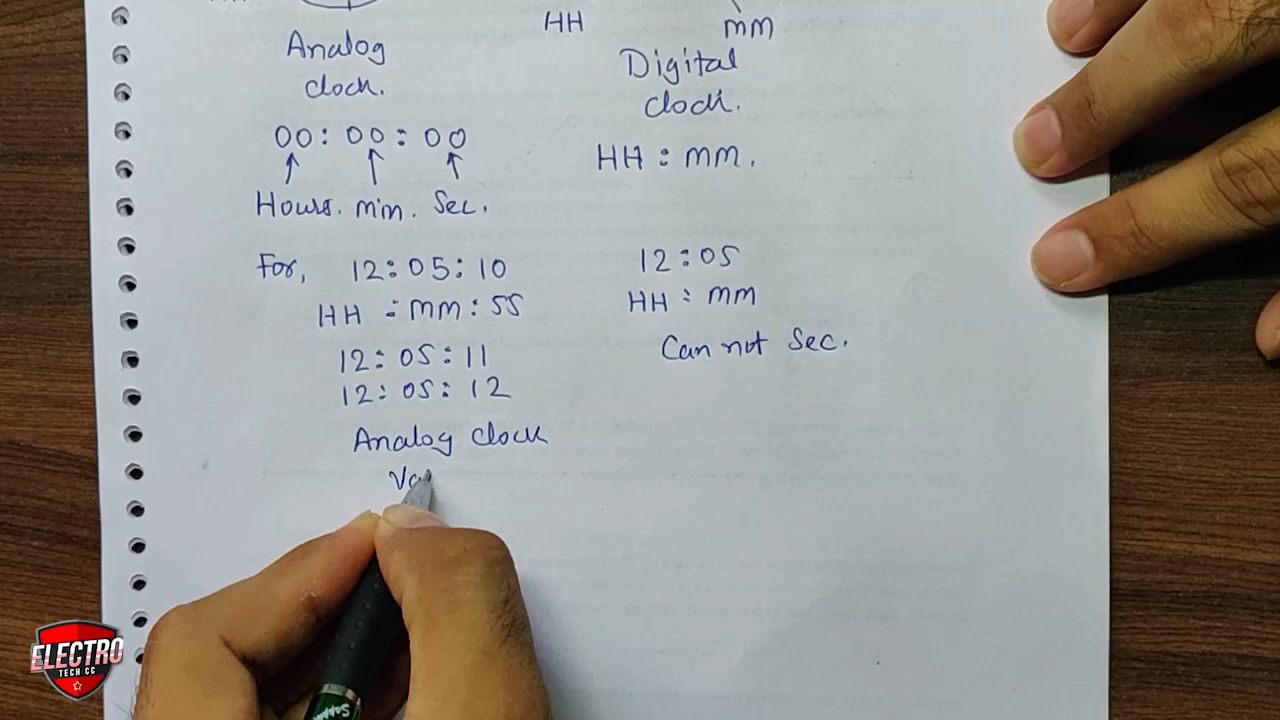 Analog
clock.
00:00:00
Hours. min. Sec.
For, 12:05:10
HH :mm:SS
12:05:11
12:05:12
Analog clock
HH
mm
Digital
clock.
HH:mm.
12:05
HH:mm
Can not Sec.
ELECTRO
TECH CC